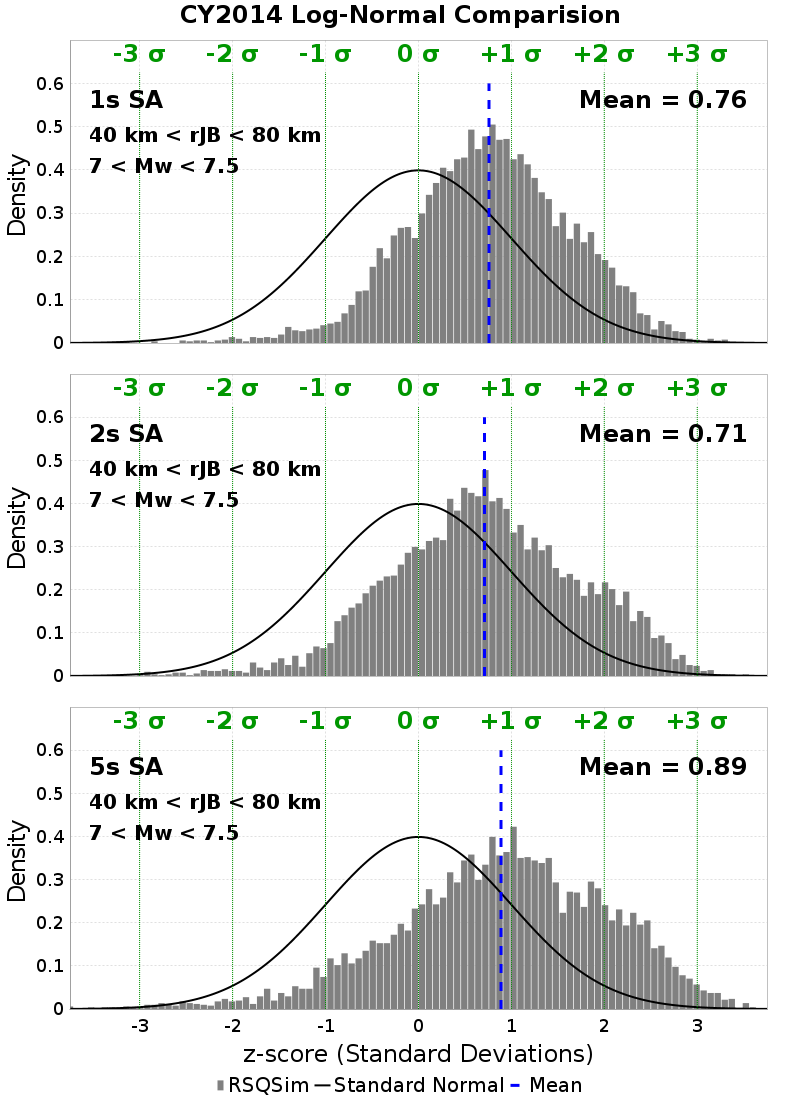 CY2014 Log-Normal Comparision
-3 σ -2 σ -1 σ 0 σ +1 σ +2 σ +3 σ
0.6
1s SA Mean = 0.76
0.5
40 km < rJB < 80 km
7 < Mw < 7.5
0.4
0.3
0.2
0.1
0
Density
-3 σ -2 σ -1 σ 0 σ +1 σ +2 σ +3 σ
0.6
2s SA Mean = 0.71
0.5
40 km < rJB < 80 km
7 < Mw < 7.5
0.4
0.3
0.2
0.1
0
Density
-3 σ -2 σ -1 σ 0 σ +1 σ +2 σ +3 σ
0.6
5s SA Mean = 0.89
0.5
40 km < rJB < 80 km
7 < Mw < 7.5
0.4
0.3
0.2
0.1
0
Density
-3 -2 -1 0 1 2 3
z-score (Standard Deviations)
RSQSim Standard Normal Mean